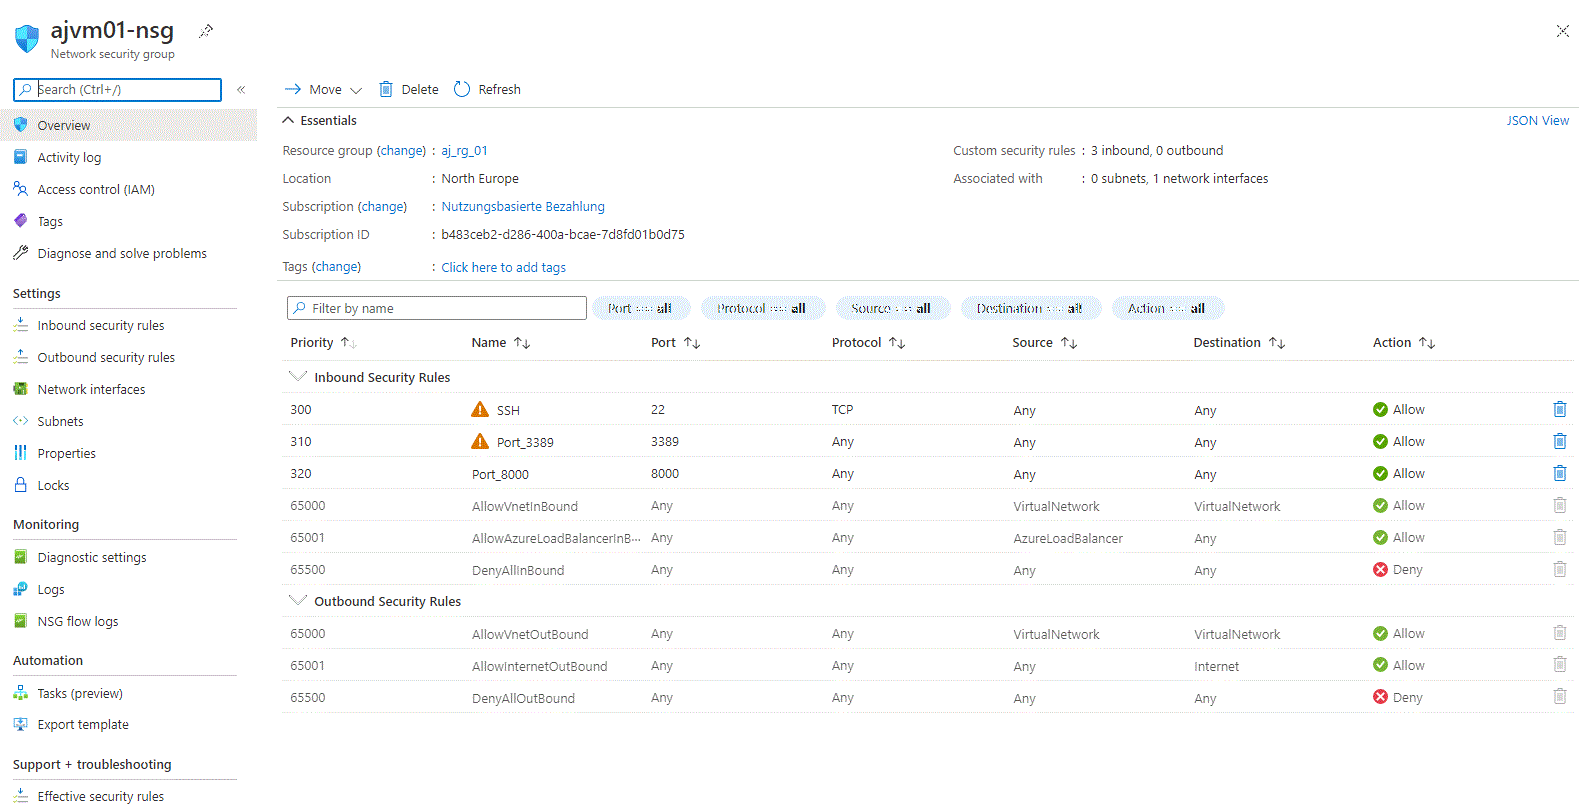 ajvm01-nsg
Network security group
Search (Ctrl+/)
«
Overview
Activity log
Access control (IAM)
Tags
Diagnose and solve problems
Settings
Inbound security rules
Outbound security rules
Network interfaces
Subnets
Properties
Locks
Monitoring
Diagnostic settings
Logs
NSG flow logs
Automation
Tasks (preview)
Export template
Support + troubleshooting
Effective security rules
Move Delete Refresh
Essentials JSON View
Resource group (change) : aj_rg_01 Custom security rules : 3 inbound, 0 outbound
Location : North Europe Associated with : 0 subnets, 1 network interfaces
Subscription (change) : Nutzungsbasierte Bezahlung
Subscription ID : b483ceb2-d286-400a-bcae-7d8fd01b0d75
Tags (change) : Click here to add tags
Filter by name Port == all Protocol == all Source == all Destination == all Action == all
Priority Name Port Protocol Source Destination Action
Inbound Security Rules
300 SSH 22 TCP Any Any Allow
310 Port_3389 3389 Any Any Any Allow
320 Port_8000 8000 Any Any Any Allow
65000 AllowVnetInBound Any Any VirtualNetwork VirtualNetwork Allow
65001 AllowAzureLoadBalancerInB··· Any Any AzureLoadBalancer Any Allow
65500 DenyAllInBound Any Any Any Any Deny
Outbound Security Rules
65000 AllowVnetOutBound Any Any VirtualNetwork VirtualNetwork Allow
65001 AllowInternetOutBound Any Any Any Internet Allow
65500 DenyAllOutBound Any Any Any Any Deny